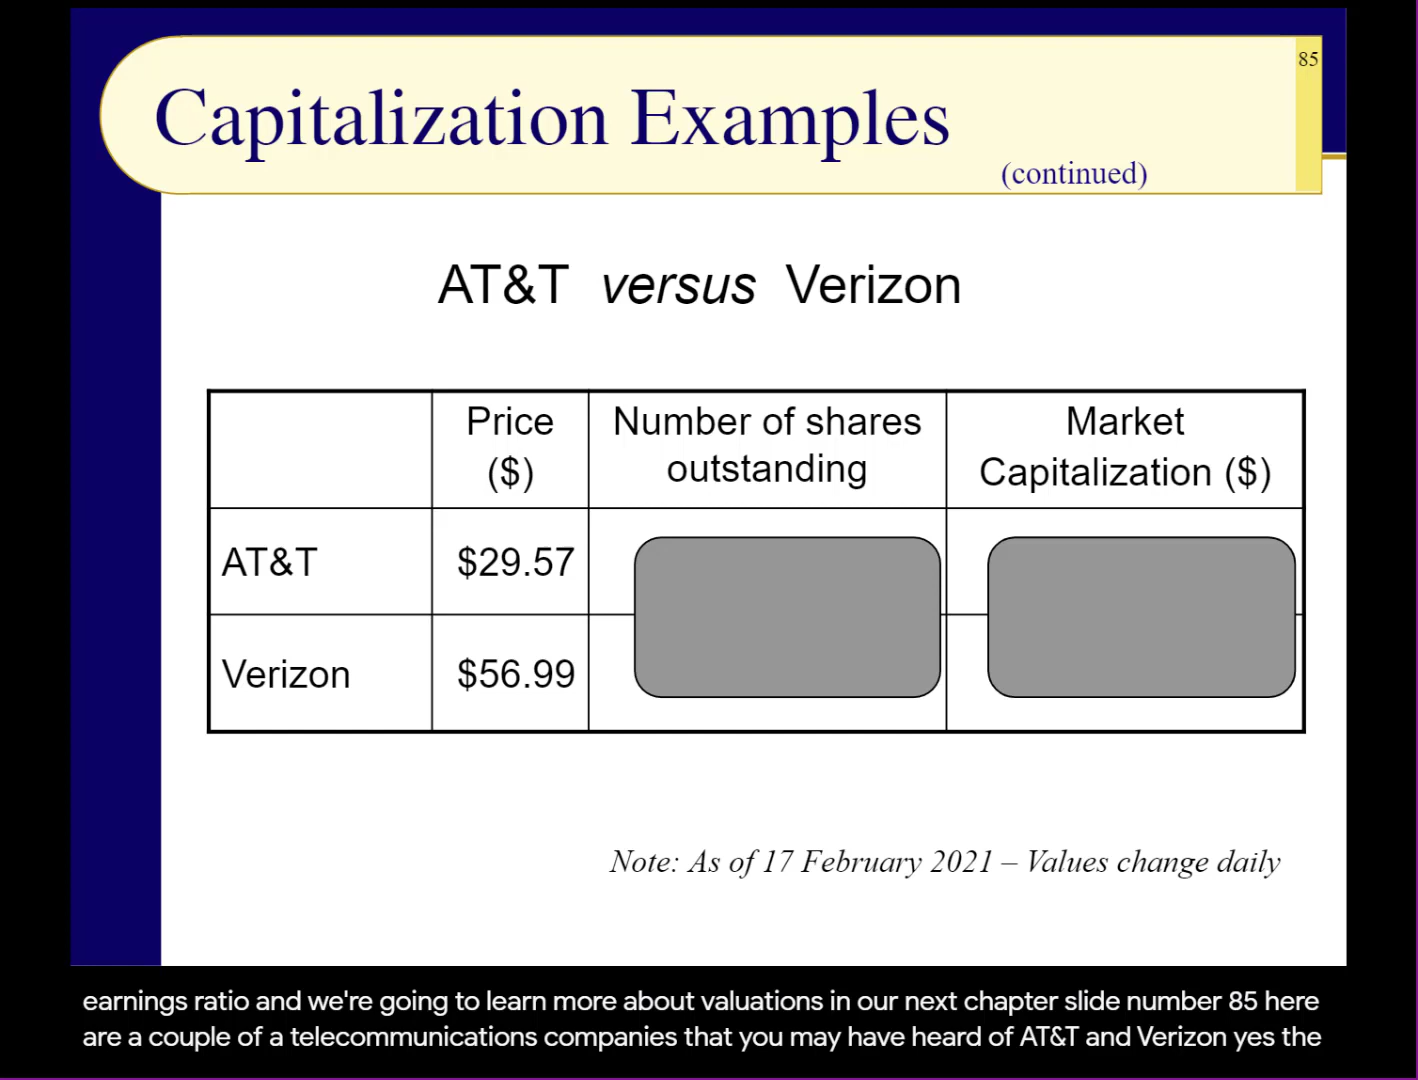 85
Capitalization Examples
(continued)
AT&T versus Verizon
Price ($)
Number of shares outstanding
Market Capitalization ($)
AT&T $29.57
Verizon $56.99
Note: As of 17 February 2021 – Values change daily
earnings ratio and we're going to learn more about valuations in our next chapter slide number 85 here
are a couple of a telecommunications companies that you may have heard of AT&T and Verizon yes the